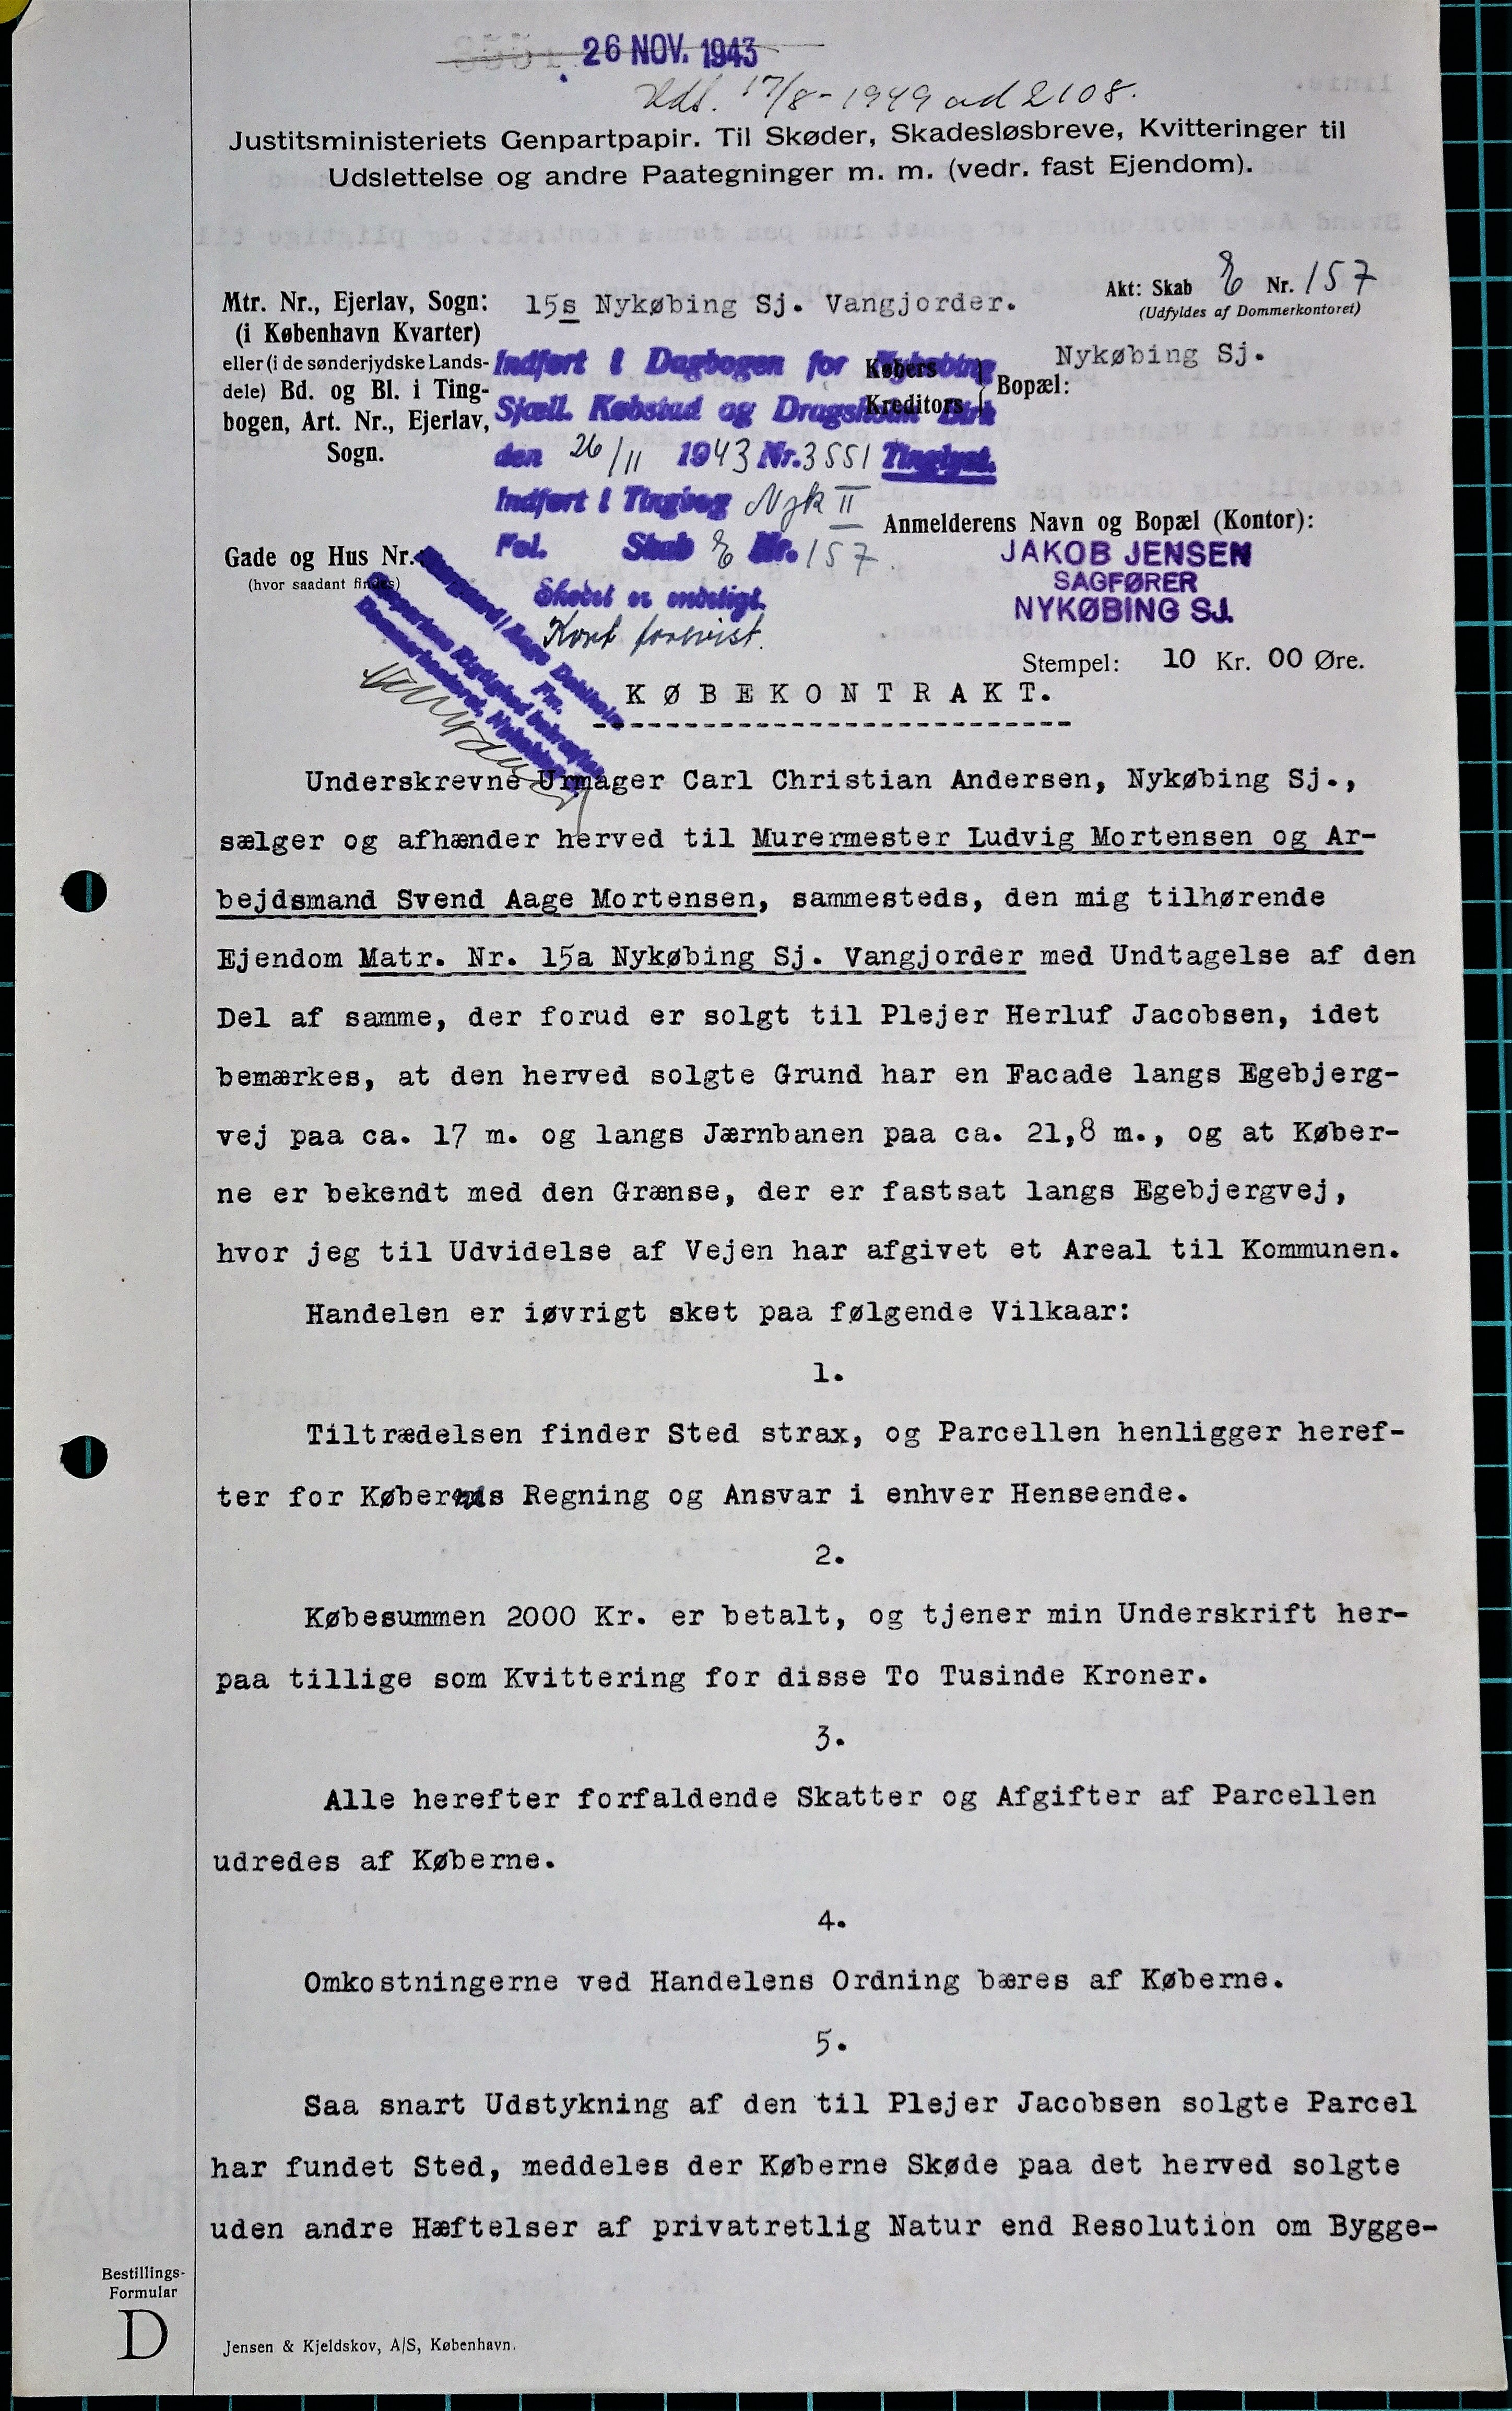 26 NOV. 1943
Uds. 17/8-1949 ad 2108.
Justitsministeriets Genpartpapir. Til Skøder, Skadesløsbreve, Kvitteringer til
Udslettelse og andre Paategninger m. m. (vedr. fast Ejendom).
Akt: Skab E Nr. 157
(Udfyldes af Dommerkontoret)
Mtr. Nr., Ejerlav, Sogn: 15s Nykøbing Sj. Vangjorder.
(i København Kvarter)
eller (i de sønderjydske Lands-
dele) Bd. og Bl. i Ting-
bogen, Art. Nr., Ejerlav,
Sogn.
Indført i Dagbogen for Nykøbing
Sjæll. Købstad og Dragsholm Birk
den 26/11 1943 Nr. 3551 Tinglyst.
Indført i Tingbog Nyk II
Fol. Skab E Nr. 157.
Skødet er endeligt.
Kort forevist.
Købers
Kreditors
Bopæl:
Nykøbing Sj.
Gade og Hus Nr.
(hvor saadant findes)
Genpartens Rigtighed bekræftes
Fm.
Anmelderens Navn og Bopæl (Kontor):
JAKOB JENSEN
SAGFØRER
NYKØBING SJ.
Stempel: 10 Kr. 00 Øre.
KØBEKONTRAKT.
Underskrevne Urmager Carl Christian Andersen, Nykøbing Sj.,
sælger og afhænder herved til Murermester Ludvig Mortensen og Ar-
bejdsmand Svend Aage Mortensen, sammesteds, den mig tilhørende
Ejendom Matr. Nr. 15a Nykøbing Sj. Vangjorder med Undtagelse af den
Del af samme, der forud er solgt til Plejer Herluf Jacobsen, idet
bemærkes, at den herved solgte Grund har en Facade langs Egebjerg-
vej paa ca. 17 m. og langs Jærnbanen paa ca. 21,8 m., og at Køber-
ne er bekendt med den Grænse, der er fastsat langs Egebjergvej,
hvor jeg til Udvidelse af Vejen har afgivet et Areal til Kommunen.
Handelen er iøvrigt sket paa følgende Vilkaar:
1.
Tiltrædelsen finder Sted strax, og Parcellen henligger heref-
ter for Købernes Regning og Ansvar i enhver Henseende.
2.
Købesummen 2000 Kr. er betalt, og tjener min Underskrift her-
paa tillige som Kvittering for disse To Tusinde Kroner.
3.
Alle herefter forfaldende Skatter og Afgifter af Parcellen
udredes af Køberne.
4.
Omkostningerne ved Handelens Ordning bæres af Køberne.
5.
Saa snart Udstykning af den til Plejer Jacobsen solgte Parcel
har fundet Sted, meddeles der Køberne Skøde paa det herved solgte
uden andre Hæftelser af privatretlig Natur end Resolution om Bygge-
Bestillings-
Formular
D
Jensen & Kjeldskov, A/S, København.